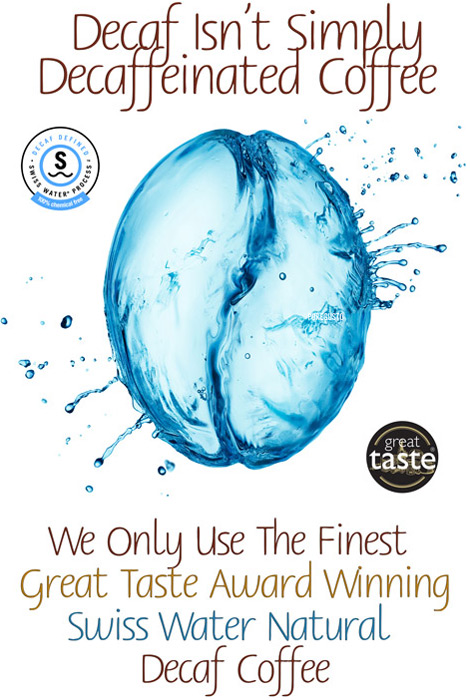 Decaf Isn't Simply
Decaffeinated Coffee
DECAF DEFINED
S
SWISS WATER® PROCESS
100% chemical free
great
taste
We Only Use The Finest
Great Taste Award Winning
Swiss Water Natural
Decaf Coffee